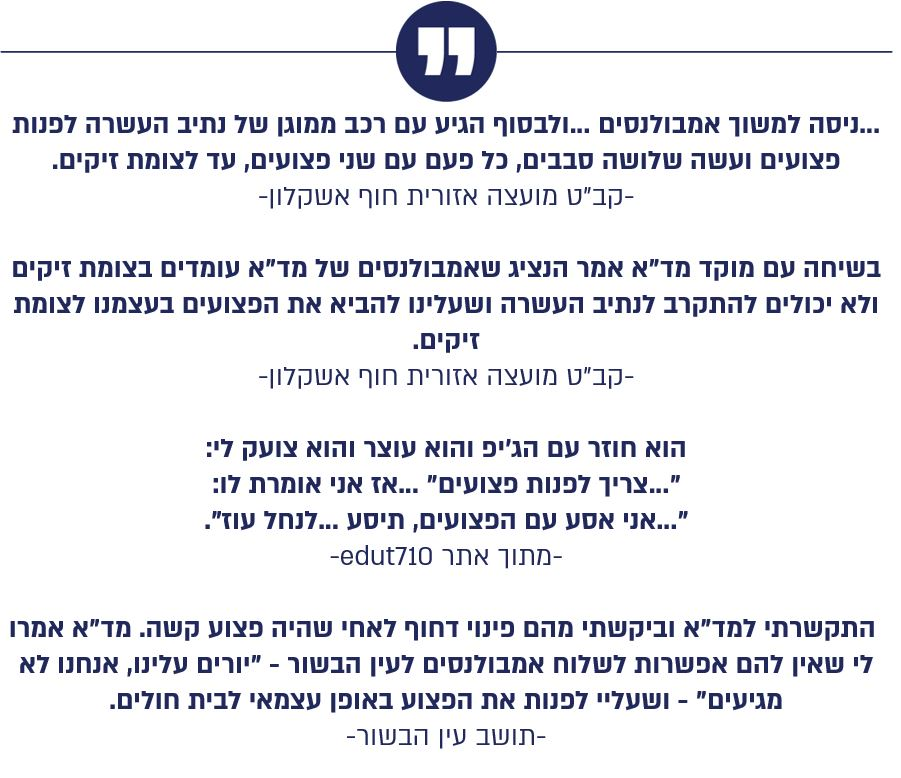 ...ניסה למשוך אמבולנסים ...ולבסוף הגיע עם רכב ממוגן של נתיב העשרה לפנות
פצועים ועשה שלושה סבבים, כל פעם עם שני פצועים, עד לצומת זיקים.
-קב"ט מועצה אזורית חוף אשקלון-
בשיחה עם מוקד מד"א אמר הנציג שאמבולנסים של מד"א עומדים בצומת זיקים
ולא יכולים להתקרב לנתיב העשרה ושעלינו להביא את הפצועים בעצמנו לצומת
זיקים.
-קב"ט מועצה אזורית חוף אשקלון-
הוא חוזר עם הג'יפ והוא עוצר והוא צועק לי:
"...צריך לפנות פצועים" ...אז אני אומרת לו:
"...אני אסע עם הפצועים, תיסע ...לנחל עוז".
-מתוך אתר edut710-
התקשרתי למד"א וביקשתי מהם פינוי דחוף לאחי שהיה פצוע קשה. מד"א אמרו
לי שאין להם אפשרות לשלוח אמבולנסים לעין הבשור - "יורים עלינו, אנחנו לא
מגיעים" - ושעליי לפנות את הפצוע באופן עצמאי לבית חולים.
-תושב עין הבשור-